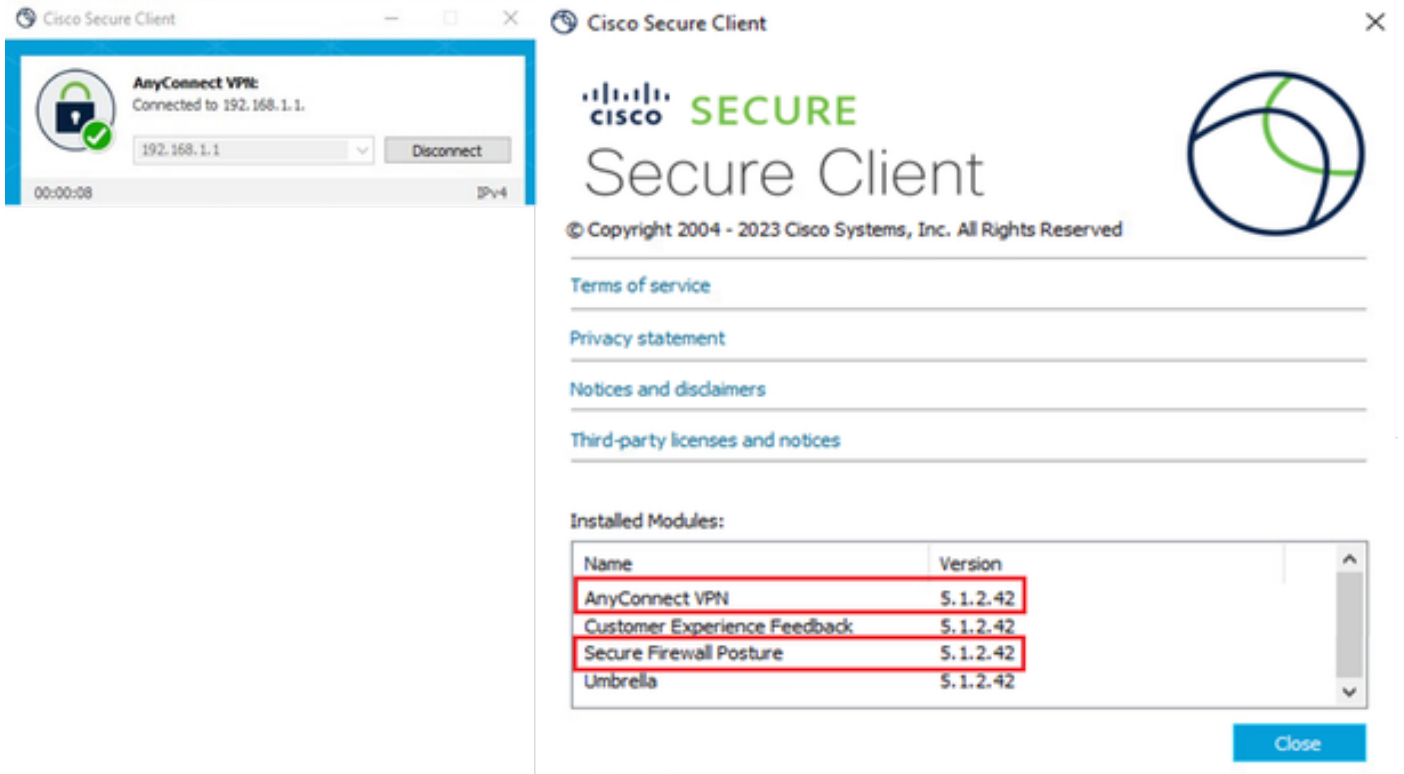 Cisco Secure Client
AnyConnect VPN:
Connected to 192.168.1.1.
192.168.1.1
Disconnect
00:00:08
IPv4
Cisco Secure Client
cisco SECURE
Secure Client
© Copyright 2004 - 2023 Cisco Systems, Inc. All Rights Reserved
Terms of service
Privacy statement
Notices and disclaimers
Third-party licenses and notices
Installed Modules:
Name Version
AnyConnect VPN 5.1.2.42
Customer Experience Feedback 5.1.2.42
Secure Firewall Posture 5.1.2.42
Umbrella 5.1.2.42
Close